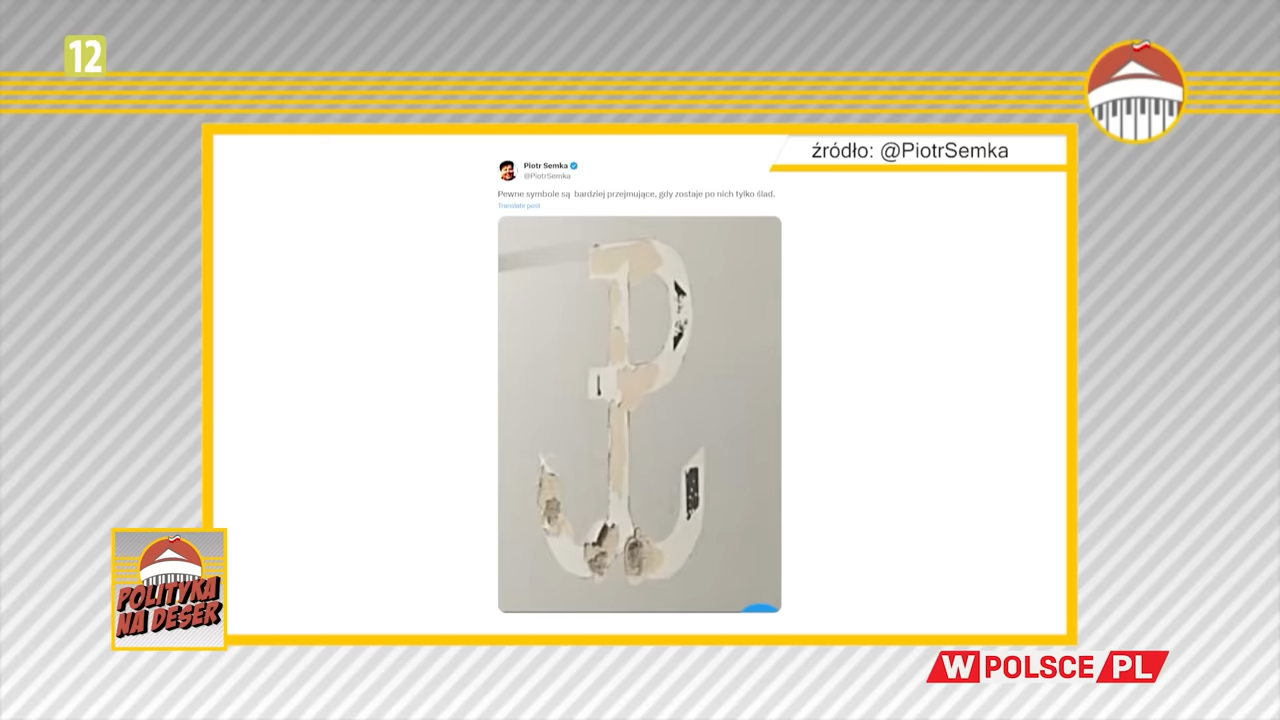 12
źródło: @PiotrSemka
Piotr Semka
@PiotrSemka
Pewne symbole są bardziej przejmujące, gdy zostaje po nich tylko ślad.
Translate post
POLITYKA
NA DESER
W POLSCE PL